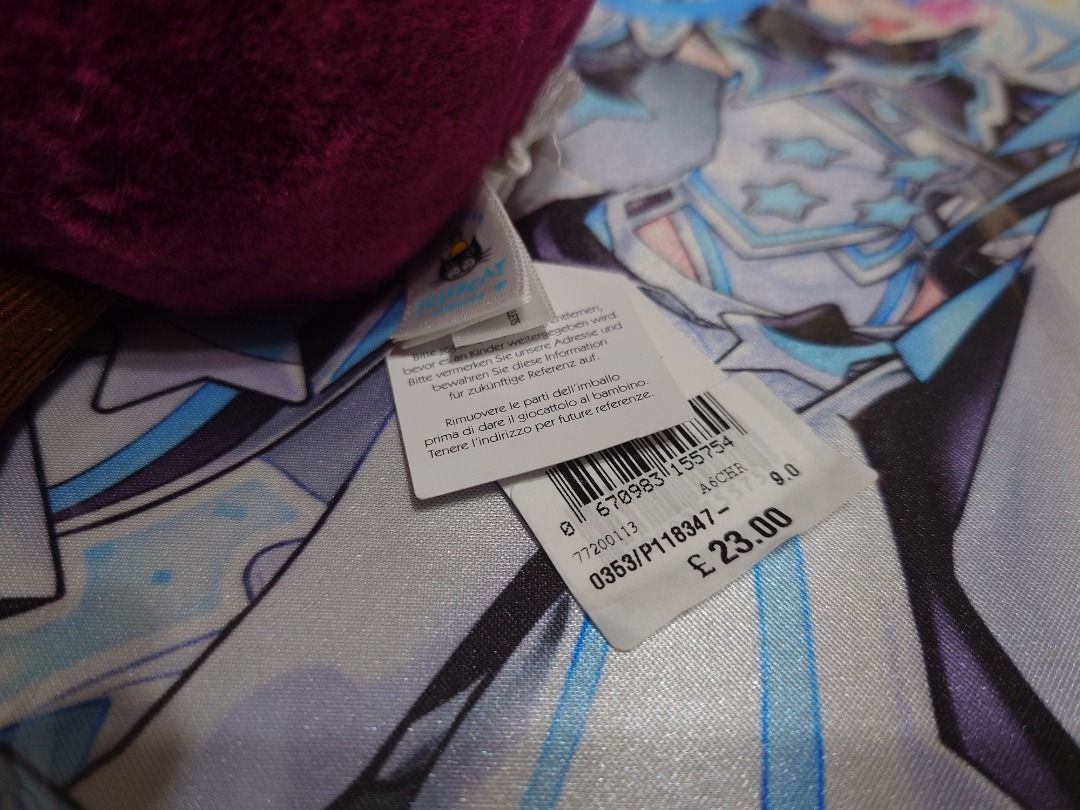 JELLYCAT
entfernen,
bevor es an Kinder weitergegeben wird.
Bitte vermerken Sie unsere Adresse und
bewahren Sie diese Information
für zukünftige Referenz auf.
Rimuovere le parti dell'imballo
prima di dare il giocattolo al bambino.
Tenere l'indirizzo per future referenze.
0 670983 155754
A6CHR
77200113
9.0
0353/P118347-
£23.00